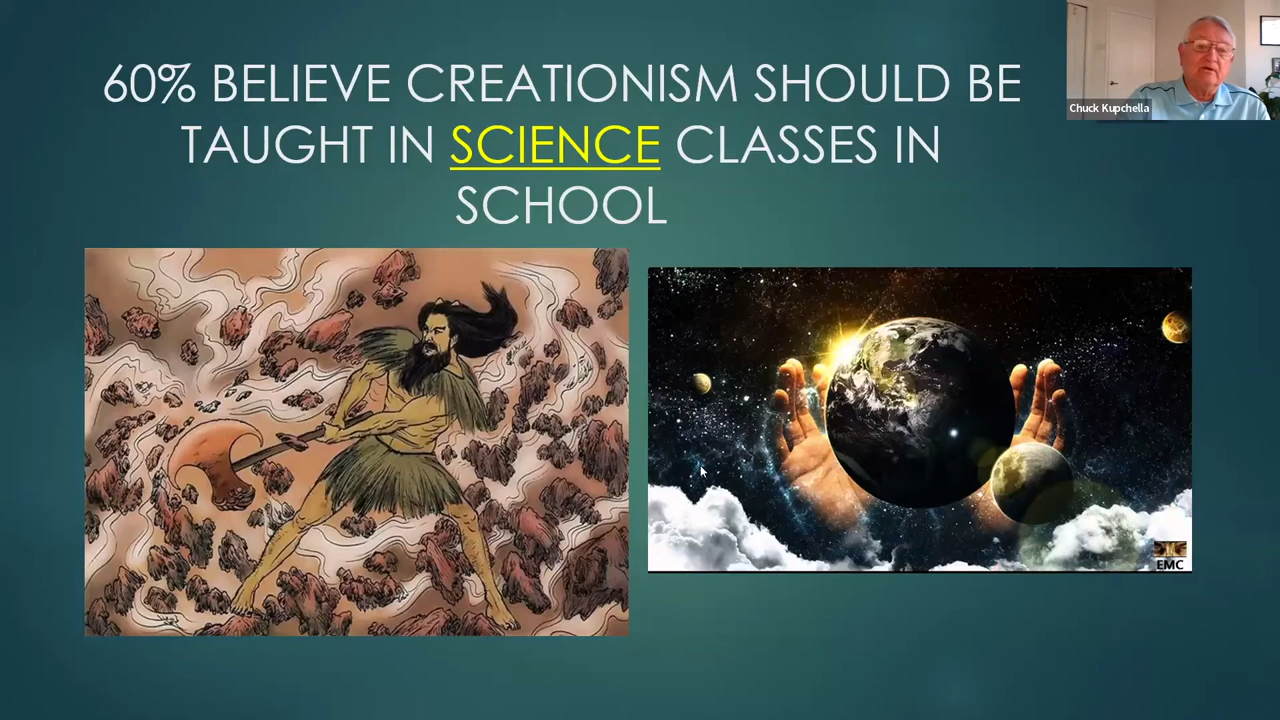 60% BELIEVE CREATIONISM SHOULD BE
TAUGHT IN SCIENCE CLASSES IN
SCHOOL
Chuck Kupchella
EMC